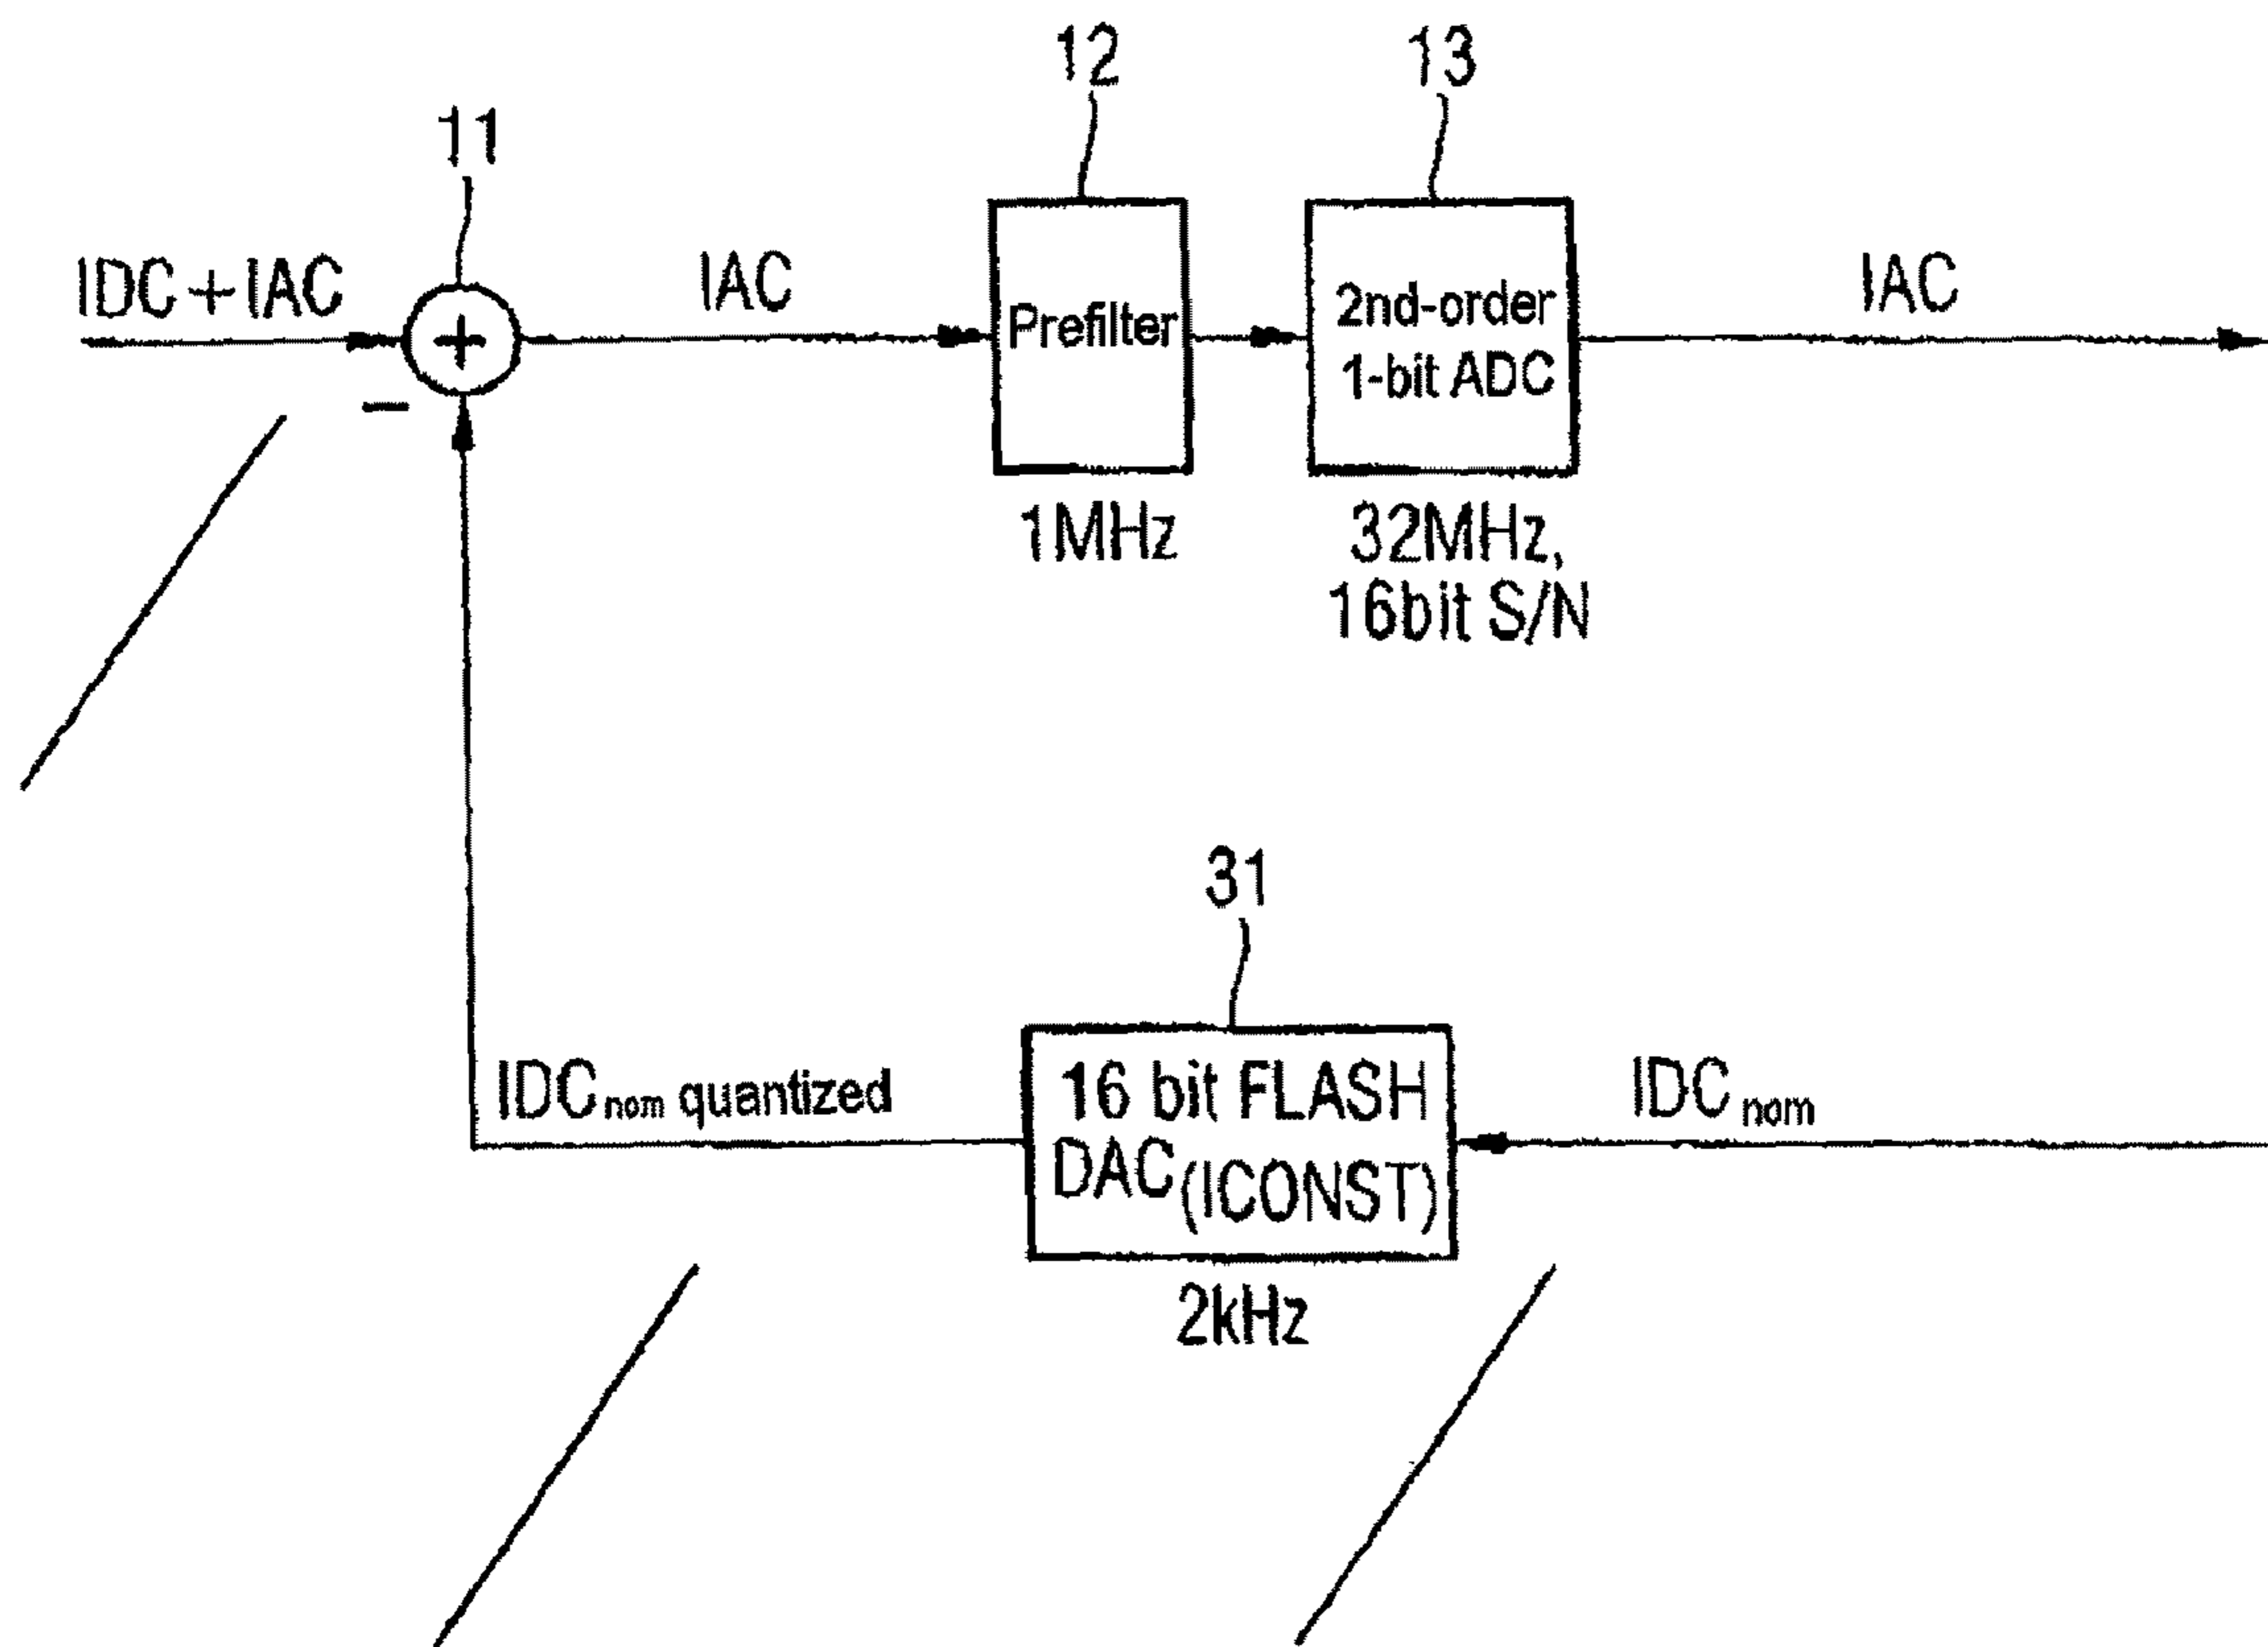 12
13
11
IDC+IAC
+
−
IAC
Prefilter
2nd-order
1-bit ADC
IAC
1MHz
32MHz,
16bit S/N
31
IDCnom quantized
16 bit FLASH
DAC(ICONST)
IDCnom
2kHz